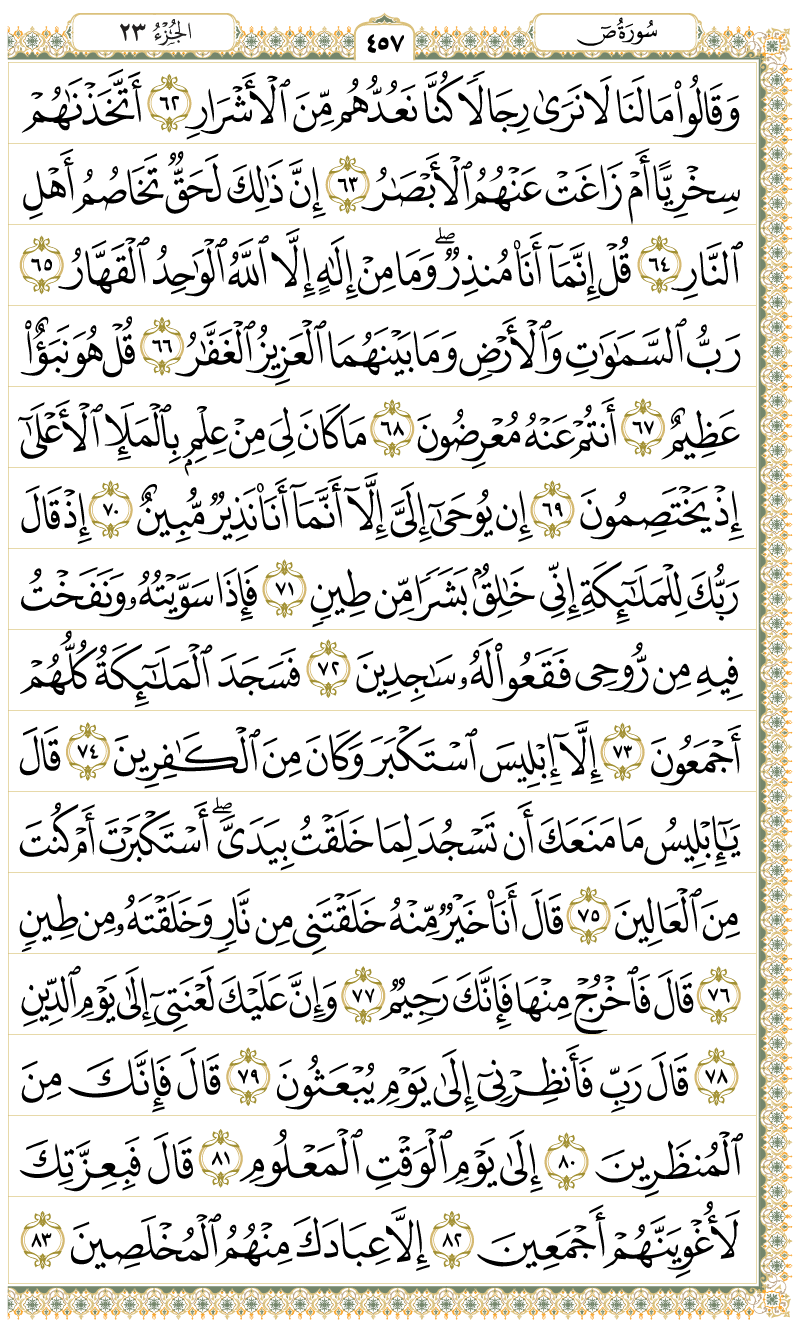 سُورَةُ صٓ
٤٥٧
الجُزْءُ ٢٣
وَقَالُوا۟ مَا لَنَا لَا نَرَىٰ رِجَالًا كُنَّا نَعُدُّهُم مِّنَ ٱلْأَشْرَارِ ٦٢ أَتَّخَذْنَٰهُمْ
سِخْرِيًّا أَمْ زَاغَتْ عَنْهُمُ ٱلْأَبْصَٰرُ ٦٣ إِنَّ ذَٰلِكَ لَحَقٌّ تَخَاصُمُ أَهْلِ
ٱلنَّارِ ٦٤ قُلْ إِنَّمَآ أَنَا۠ مُنذِرٌ ۖ وَمَا مِنْ إِلَٰهٍ إِلَّا ٱللَّهُ ٱلْوَٰحِدُ ٱلْقَهَّارُ ٦٥
رَبُّ ٱلسَّمَٰوَٰتِ وَٱلْأَرْضِ وَمَا بَيْنَهُمَا ٱلْعَزِيزُ ٱلْغَفَّٰرُ ٦٦ قُلْ هُوَ نَبَؤٌا۟
عَظِيمٌ ٦٧ أَنتُمْ عَنْهُ مُعْرِضُونَ ٦٨ مَا كَانَ لِىَ مِنْ عِلْمٍۭ بِٱلْمَلَإِ ٱلْأَعْلَىٰٓ
إِذْ يَخْتَصِمُونَ ٦٩ إِن يُوحَىٰٓ إِلَىَّ إِلَّآ أَنَّمَآ أَنَا۠ نَذِيرٌ مُّبِينٌ ٧٠ إِذْ قَالَ
رَبُّكَ لِلْمَلَٰٓئِكَةِ إِنِّى خَٰلِقٌۢ بَشَرًا مِّن طِينٍ ٧١ فَإِذَا سَوَّيْتُهُۥ وَنَفَخْتُ
فِيهِ مِن رُّوحِى فَقَعُوا۟ لَهُۥ سَٰجِدِينَ ٧٢ فَسَجَدَ ٱلْمَلَٰٓئِكَةُ كُلُّهُمْ
أَجْمَعُونَ ٧٣ إِلَّآ إِبْلِيسَ ٱسْتَكْبَرَ وَكَانَ مِنَ ٱلْكَٰفِرِينَ ٧٤ قَالَ
يَٰٓإِبْلِيسُ مَا مَنَعَكَ أَن تَسْجُدَ لِمَا خَلَقْتُ بِيَدَىَّ ۖ أَسْتَكْبَرْتَ أَمْ كُنتَ
مِنَ ٱلْعَالِينَ ٧٥ قَالَ أَنَا۠ خَيْرٌ مِّنْهُ خَلَقْتَنِى مِن نَّارٍ وَخَلَقْتَهُۥ مِن طِينٍ
٧٦ قَالَ فَٱخْرُجْ مِنْهَا فَإِنَّكَ رَجِيمٌ ٧٧ وَإِنَّ عَلَيْكَ لَعْنَتِىٓ إِلَىٰ يَوْمِ ٱلدِّينِ
٧٨ قَالَ رَبِّ فَأَنظِرْنِىٓ إِلَىٰ يَوْمِ يُبْعَثُونَ ٧٩ قَالَ فَإِنَّكَ مِنَ
ٱلْمُنظَرِينَ ٨٠ إِلَىٰ يَوْمِ ٱلْوَقْتِ ٱلْمَعْلُومِ ٨١ قَالَ فَبِعِزَّتِكَ
لَأُغْوِيَنَّهُمْ أَجْمَعِينَ ٨٢ إِلَّا عِبَادَكَ مِنْهُمُ ٱلْمُخْلَصِينَ ٨٣